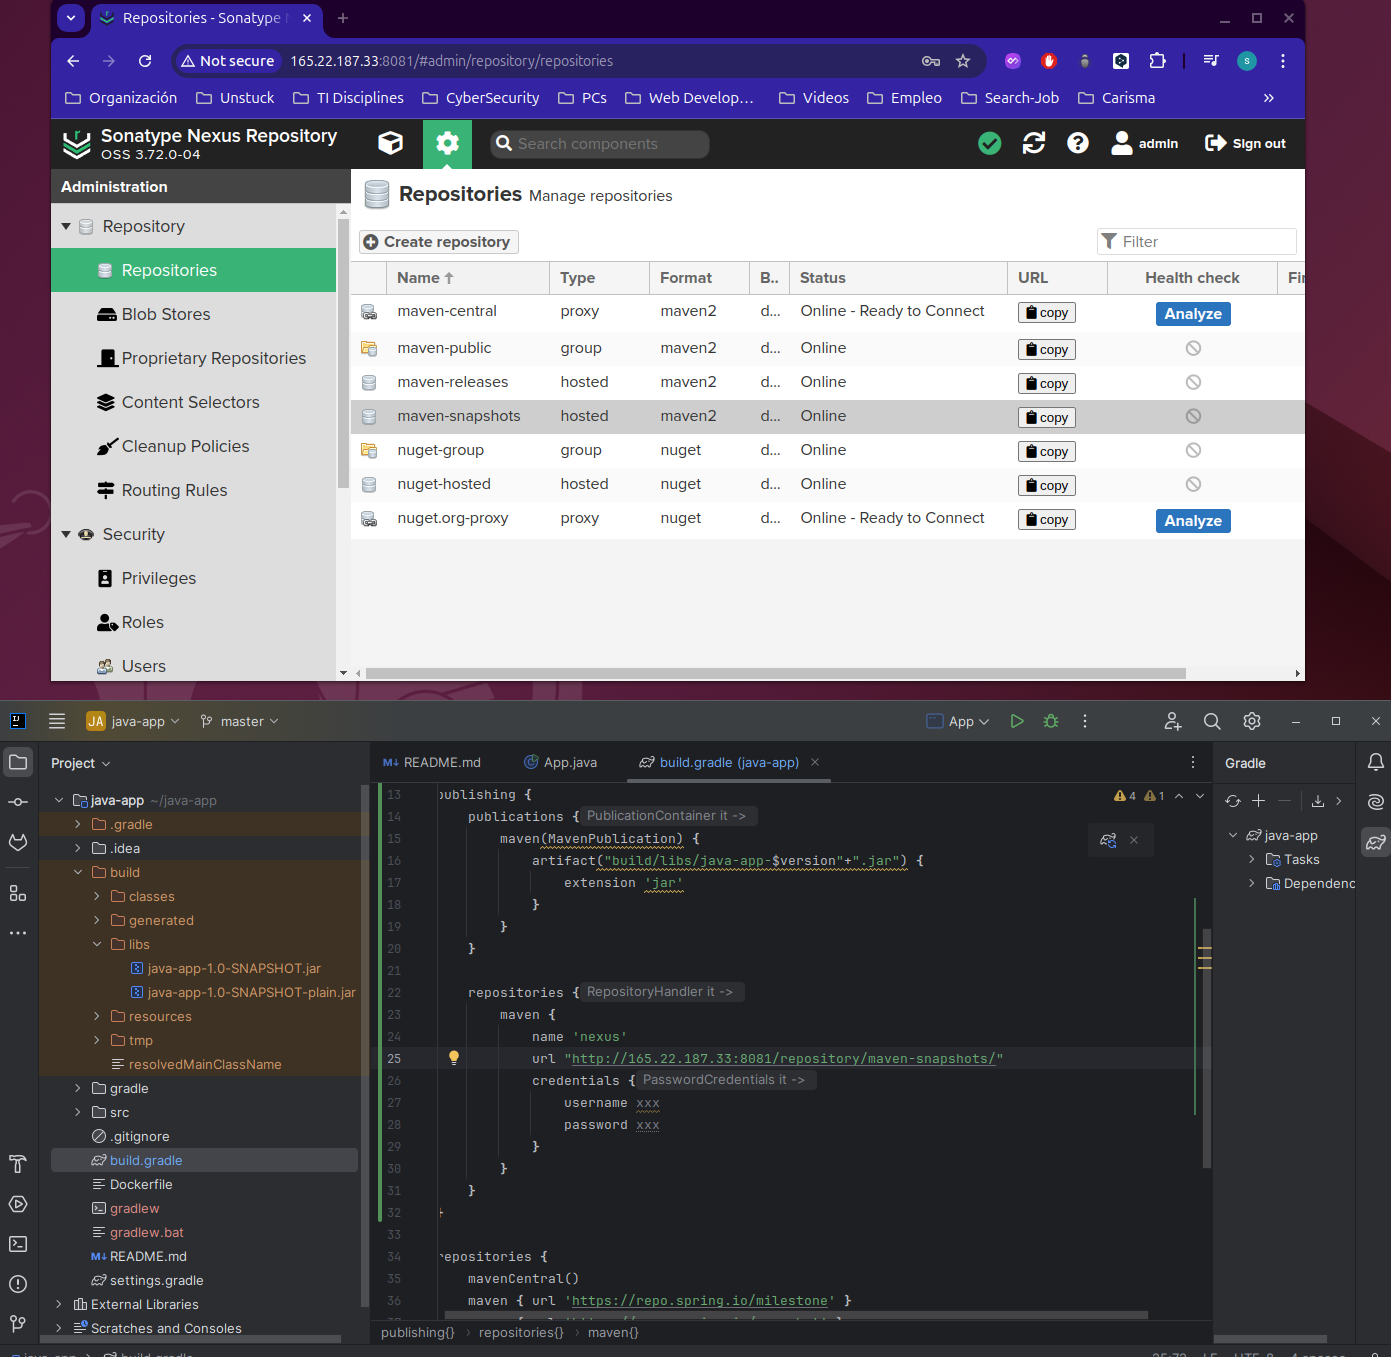 Repositories - Sonatype N
Not secure
165.22.187.33:8081/#admin/repository/repositories
S
Organización
Unstuck
TI Disciplines
CyberSecurity
PCs
Web Develop...
Videos
Empleo
Search-Job
Carisma
Sonatype Nexus Repository
OSS 3.72.0-04
Search components
admin
Sign out
Administration
Repository
Repositories
Blob Stores
Proprietary Repositories
Content Selectors
Cleanup Policies
Routing Rules
Security
Privileges
Roles
Users
Repositories Manage repositories
Create repository
Filter
Name Type Format B.. Status URL Health check Fir
maven-central proxy maven2 d... Online - Ready to Connect copy Analyze
maven-public group maven2 d... Online copy
maven-releases hosted maven2 d... Online copy
maven-snapshots hosted maven2 d... Online copy
nuget-group group nuget d... Online copy
nuget-hosted hosted nuget d... Online copy
nuget.org-proxy proxy nuget d... Online - Ready to Connect copy Analyze
JA java-app master App
Project
java-app ~/java-app
.gradle
.idea
build
classes
generated
libs
java-app-1.0-SNAPSHOT.jar
java-app-1.0-SNAPSHOT-plain.jar
resources
tmp
resolvedMainClassName
gradle
src
.gitignore
build.gradle
Dockerfile
gradlew
gradlew.bat
README.md
settings.gradle
External Libraries
Scratches and Consoles
README.md App.java build.gradle (java-app)
4 1
13 publishing {
14 publications { PublicationContainer it ->
15 maven(MavenPublication) {
16 artifact("build/libs/java-app-$version"+".jar") {
17 extension 'jar'
18 }
19 }
20 }
21
22 repositories { RepositoryHandler it ->
23 maven {
24 name 'nexus'
25 url "http://165.22.187.33:8081/repository/maven-snapshots/"
26 credentials { PasswordCredentials it ->
27 username xxx
28 password xxx
29 }
30 }
31 }
32 }
33
34 repositories {
35 mavenCentral()
36 maven { url 'https://repo.spring.io/milestone' }
publishing{} repositories{} maven{}
Gradle
java-app
Tasks
Dependenc